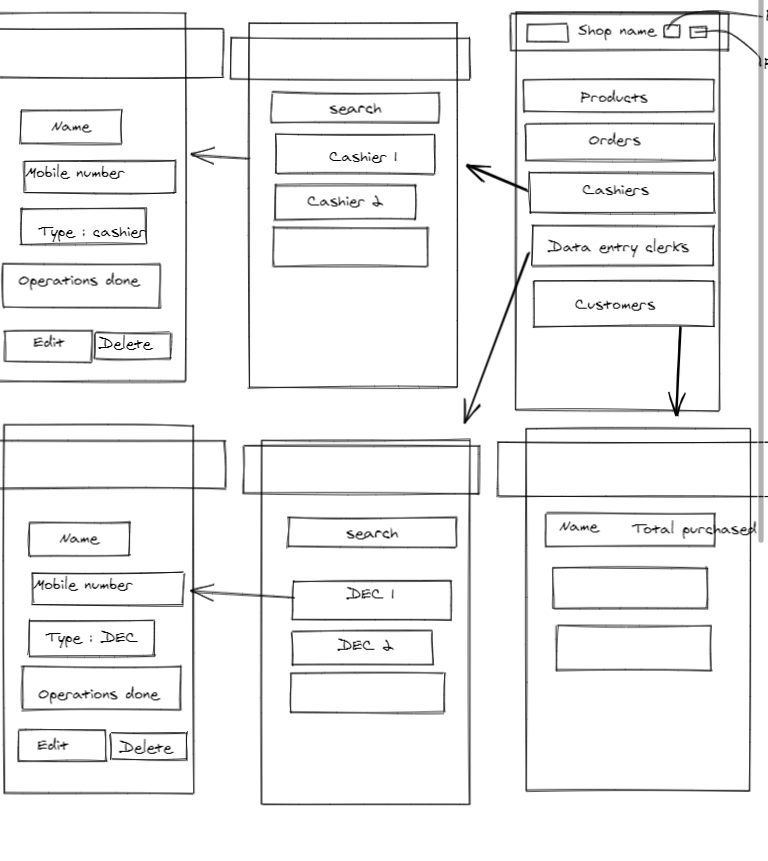 Shop name
Products
Orders
Cashiers
Data entry clerks
Customers
search
Cashier 1
Cashier 2
Name
Mobile number
Type : cashier
Operations done
Edit
Delete
Name
Mobile number
Type : DEC
Operations done
Edit
Delete
search
DEC 1
DEC 2
Name Total purchased